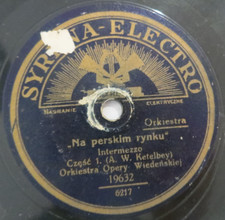 SYRENA-ELECTRO
NAGRANIE ELEKTRYCZNE
Orkiestra
„Na perskim rynku"
Intermezzo
Część 1. (A. W. Ketelbey)
Orkiestra Opery Wiedeńskiej
19632
6217